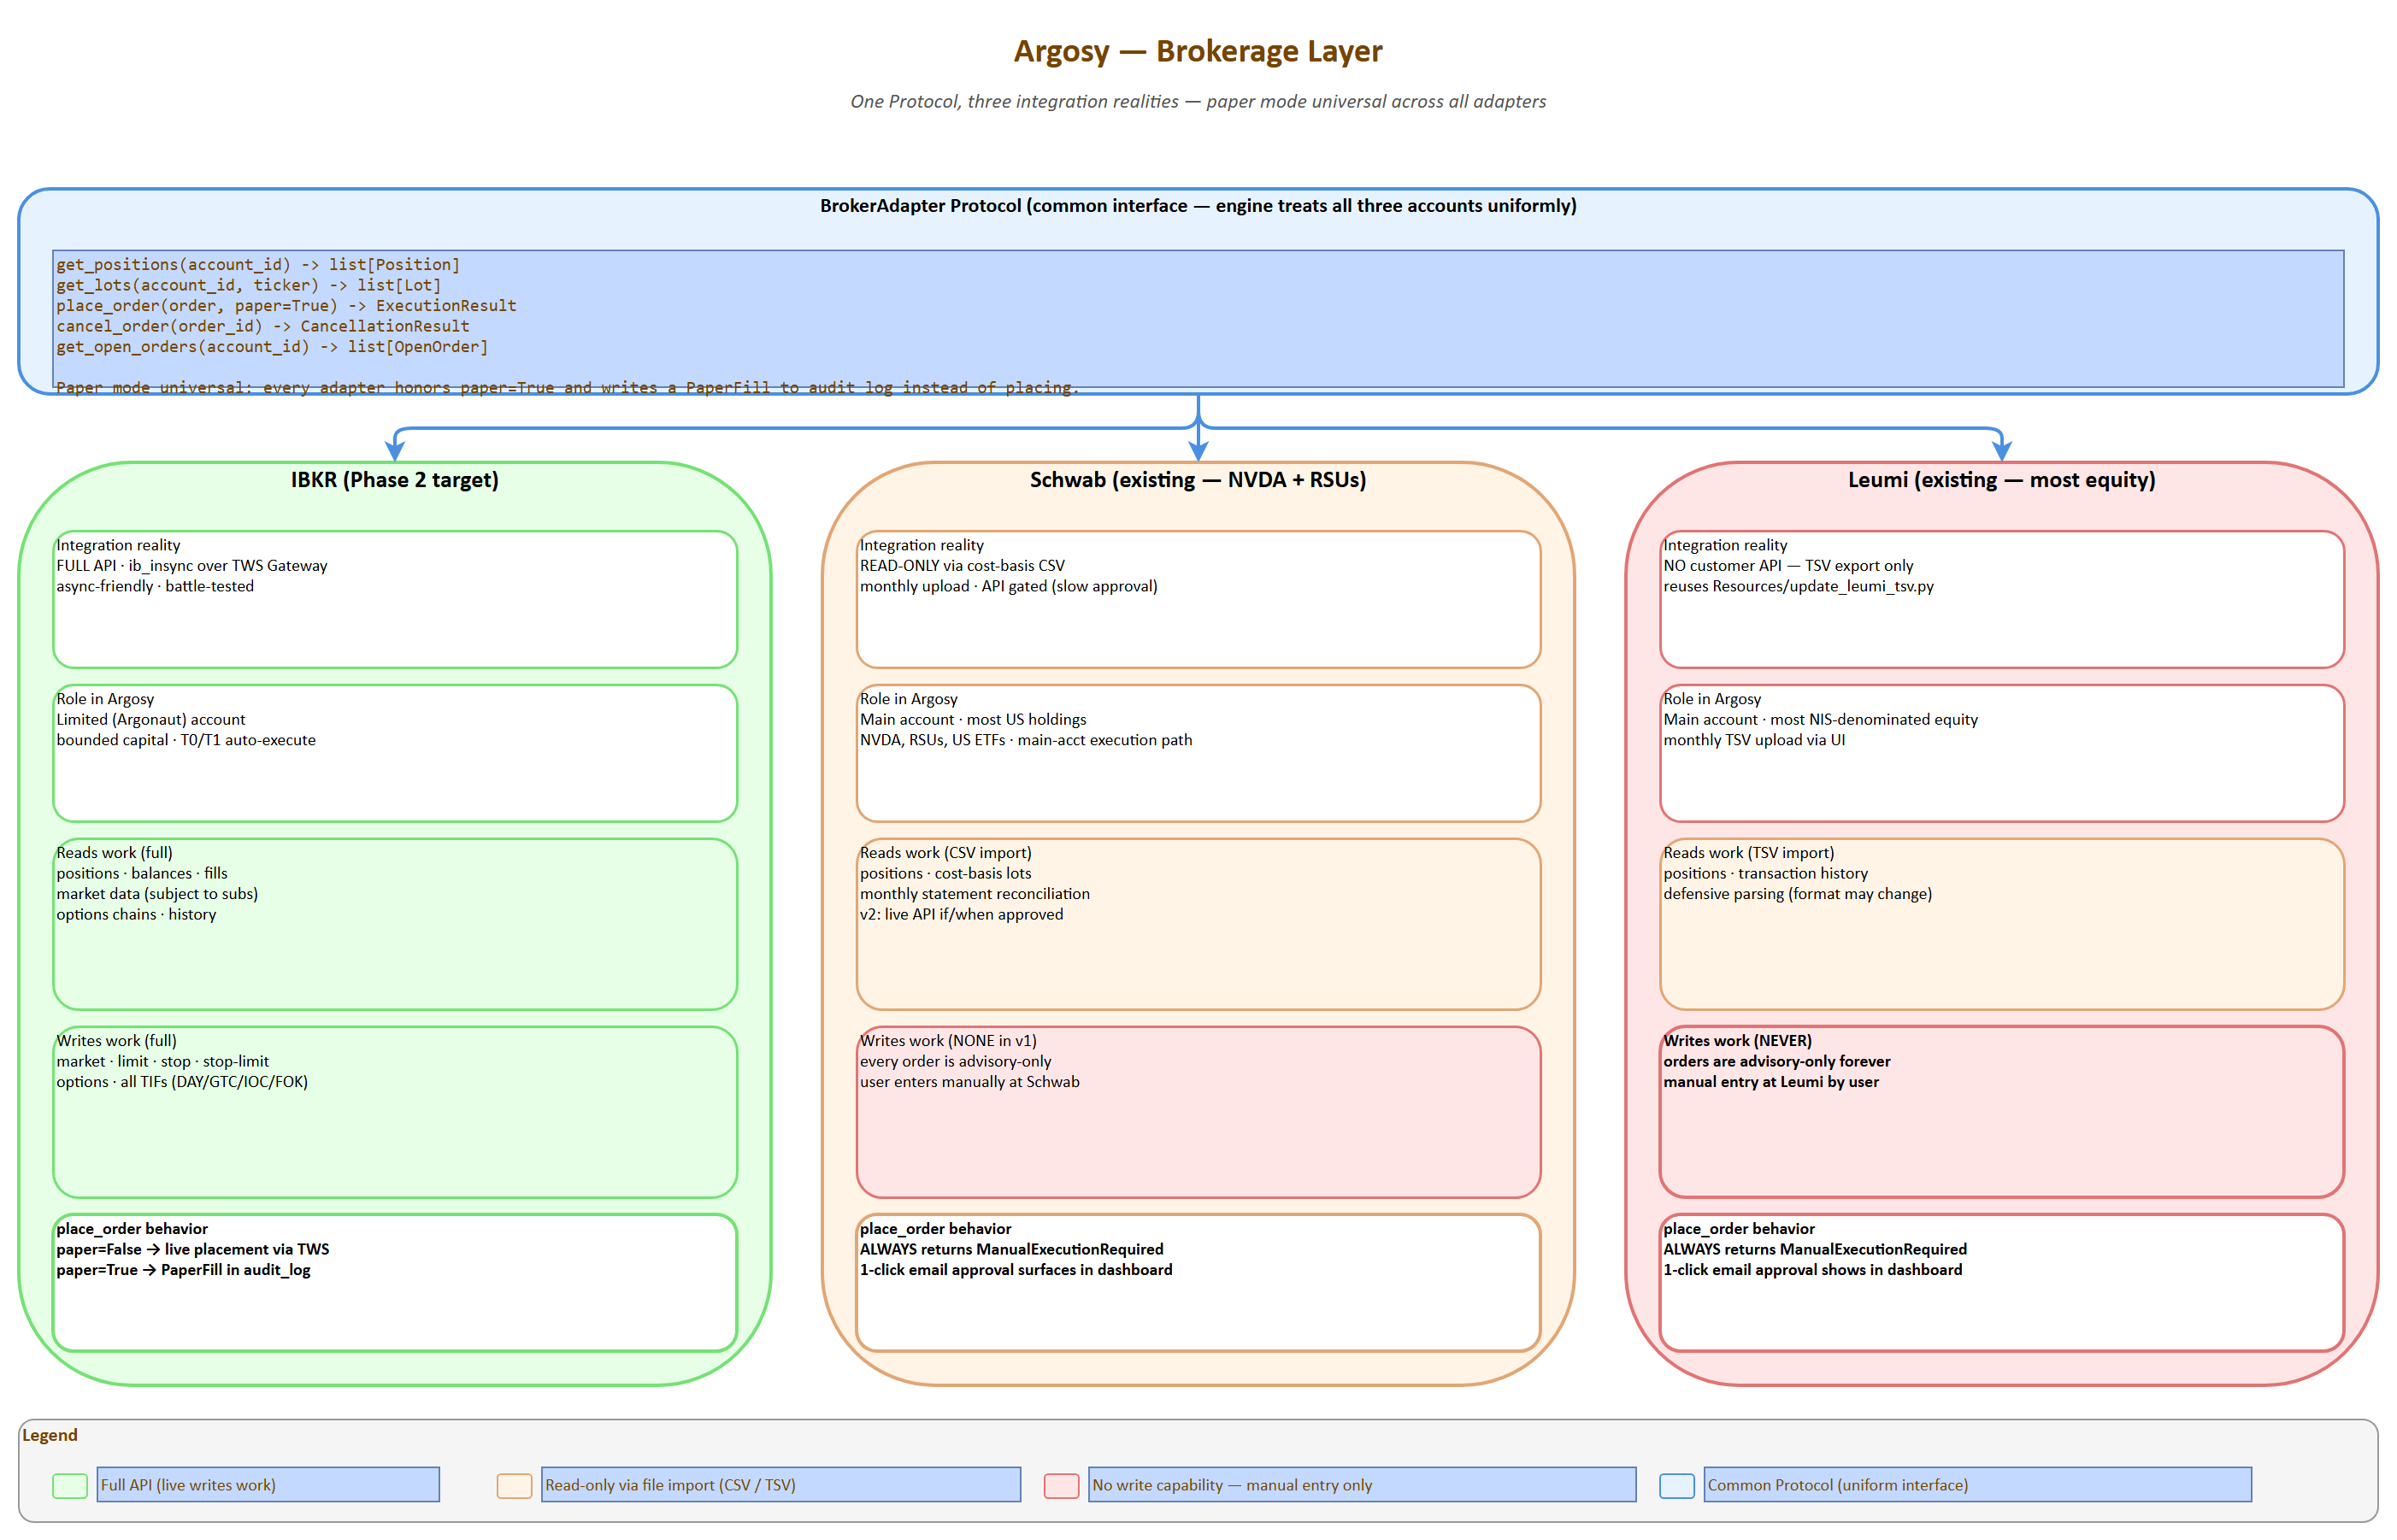 Argosy — Brokerage Layer
One Protocol, three integration realities — paper mode universal across all adapters
BrokerAdapter Protocol (common interface — engine treats all three accounts uniformly)
get_positions(account_id) -> list[Position]
get_lots(account_id, ticker) -> list[Lot]
place_order(order, paper=True) -> ExecutionResult
cancel_order(order_id) -> CancellationResult
get_open_orders(account_id) -> list[OpenOrder]
Paper mode universal: every adapter honors paper=True and writes a PaperFill to audit log instead of placing.
IBKR (Phase 2 target)
Integration reality
FULL API · ib_insync over TWS Gateway
async-friendly · battle-tested
Role in Argosy
Limited (Argonaut) account
bounded capital · T0/T1 auto-execute
Reads work (full)
positions · balances · fills
market data (subject to subs)
options chains · history
Writes work (full)
market · limit · stop · stop-limit
options · all TIFs (DAY/GTC/IOC/FOK)
place_order behavior
paper=False → live placement via TWS
paper=True → PaperFill in audit_log
Schwab (existing — NVDA + RSUs)
Integration reality
READ-ONLY via cost-basis CSV
monthly upload · API gated (slow approval)
Role in Argosy
Main account · most US holdings
NVDA, RSUs, US ETFs · main-acct execution path
Reads work (CSV import)
positions · cost-basis lots
monthly statement reconciliation
v2: live API if/when approved
Writes work (NONE in v1)
every order is advisory-only
user enters manually at Schwab
place_order behavior
ALWAYS returns ManualExecutionRequired
1-click email approval surfaces in dashboard
Leumi (existing — most equity)
Integration reality
NO customer API — TSV export only
reuses Resources/update_leumi_tsv.py
Role in Argosy
Main account · most NIS-denominated equity
monthly TSV upload via UI
Reads work (TSV import)
positions · transaction history
defensive parsing (format may change)
Writes work (NEVER)
orders are advisory-only forever
manual entry at Leumi by user
place_order behavior
ALWAYS returns ManualExecutionRequired
1-click email approval shows in dashboard
Legend
Full API (live writes work)
Read-only via file import (CSV / TSV)
No write capability — manual entry only
Common Protocol (uniform interface)